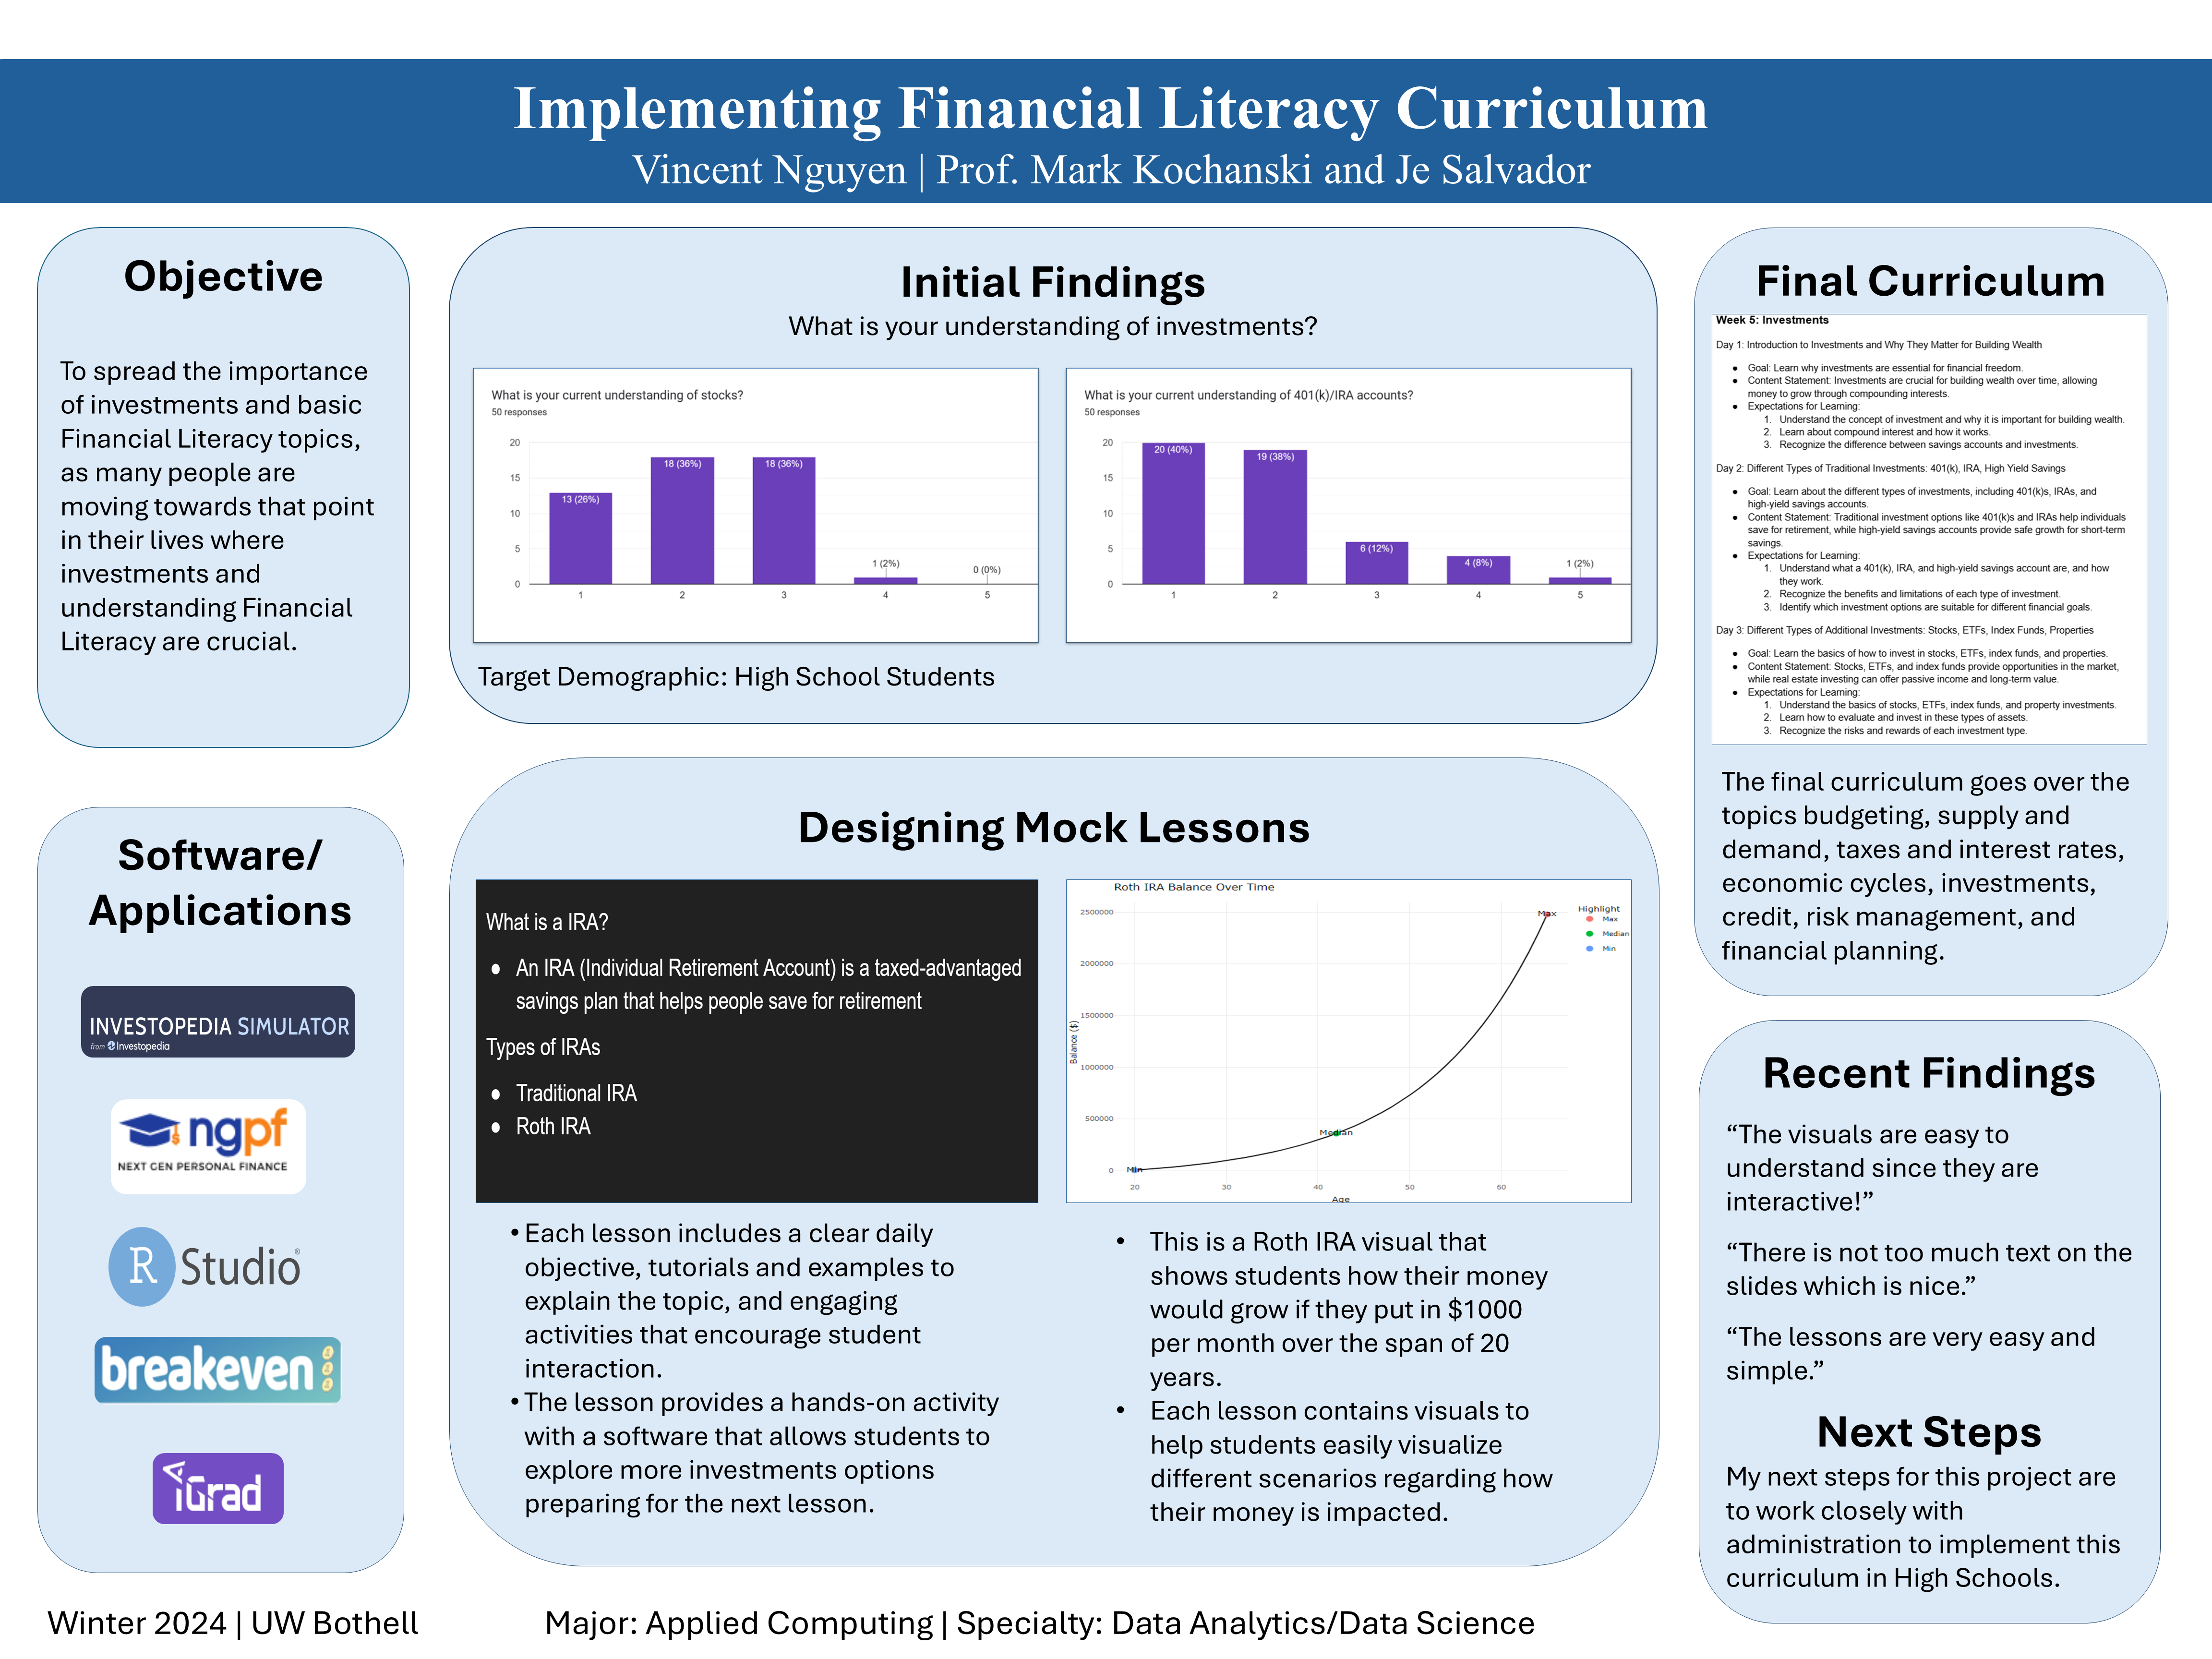 Implementing Financial Literacy Curriculum
Vincent Nguyen | Prof. Mark Kochanski and Je Salvador
Objective
To spread the importance
of investments and basic
Financial Literacy topics,
as many people are
moving towards that point
in their lives where
investments and
understanding Financial
Literacy are crucial.
Software/
Applications
INVESTOPEDIA SIMULATOR
from Investopedia
ngpf
NEXT GEN PERSONAL FINANCE
R Studio®
breakeven
iGrad
Initial Findings
What is your understanding of investments?
What is your current understanding of stocks?
50 responses
20
15
10
5
0
13 (26%)
18 (36%)
18 (36%)
1 (2%)
0 (0%)
1 2 3 4 5
What is your current understanding of 401(k)/IRA accounts?
50 responses
20
15
10
5
0
20 (40%)
19 (38%)
6 (12%)
4 (8%)
1 (2%)
1 2 3 4 5
Target Demographic: High School Students
Designing Mock Lessons
What is a IRA?
● An IRA (Individual Retirement Account) is a taxed-advantaged
savings plan that helps people save for retirement
Types of IRAs
● Traditional IRA
● Roth IRA
Roth IRA Balance Over Time
2500000
2000000
1500000
1000000
500000
0
Balance ($)
Min
Median
Max
20 30 40 50 60
Age
Highlight
Max
Median
Min
• Each lesson includes a clear daily
objective, tutorials and examples to
explain the topic, and engaging
activities that encourage student
interaction.
• The lesson provides a hands-on activity
with a software that allows students to
explore more investments options
preparing for the next lesson.
• This is a Roth IRA visual that
shows students how their money
would grow if they put in $1000
per month over the span of 20
years.
• Each lesson contains visuals to
help students easily visualize
different scenarios regarding how
their money is impacted.
Final Curriculum
Week 5: Investments
Day 1: Introduction to Investments and Why They Matter for Building Wealth
● Goal: Learn why investments are essential for financial freedom.
● Content Statement: Investments are crucial for building wealth over time, allowing
money to grow through compounding interests.
● Expectations for Learning:
1. Understand the concept of investment and why it is important for building wealth.
2. Learn about compound interest and how it works.
3. Recognize the difference between savings accounts and investments.
Day 2: Different Types of Traditional Investments: 401(k), IRA, High Yield Savings
● Goal: Learn about the different types of investments, including 401(k)s, IRAs, and
high-yield savings accounts.
● Content Statement: Traditional investment options like 401(k)s and IRAs help individuals
save for retirement, while high-yield savings accounts provide safe growth for short-term
savings.
● Expectations for Learning:
1. Understand what a 401(k), IRA, and high-yield savings account are, and how
they work.
2. Recognize the benefits and limitations of each type of investment.
3. Identify which investment options are suitable for different financial goals.
Day 3: Different Types of Additional Investments: Stocks, ETFs, Index Funds, Properties
● Goal: Learn the basics of how to invest in stocks, ETFs, index funds, and properties.
● Content Statement: Stocks, ETFs, and index funds provide opportunities in the market,
while real estate investing can offer passive income and long-term value.
● Expectations for Learning:
1. Understand the basics of stocks, ETFs, index funds, and property investments.
2. Learn how to evaluate and invest in these types of assets.
3. Recognize the risks and rewards of each investment type.
The final curriculum goes over the
topics budgeting, supply and
demand, taxes and interest rates,
economic cycles, investments,
credit, risk management, and
financial planning.
Recent Findings
“The visuals are easy to
understand since they are
interactive!”
“There is not too much text on the
slides which is nice.”
“The lessons are very easy and
simple.”
Next Steps
My next steps for this project are
to work closely with
administration to implement this
curriculum in High Schools.
Winter 2024 | UW Bothell
Major: Applied Computing | Specialty: Data Analytics/Data Science